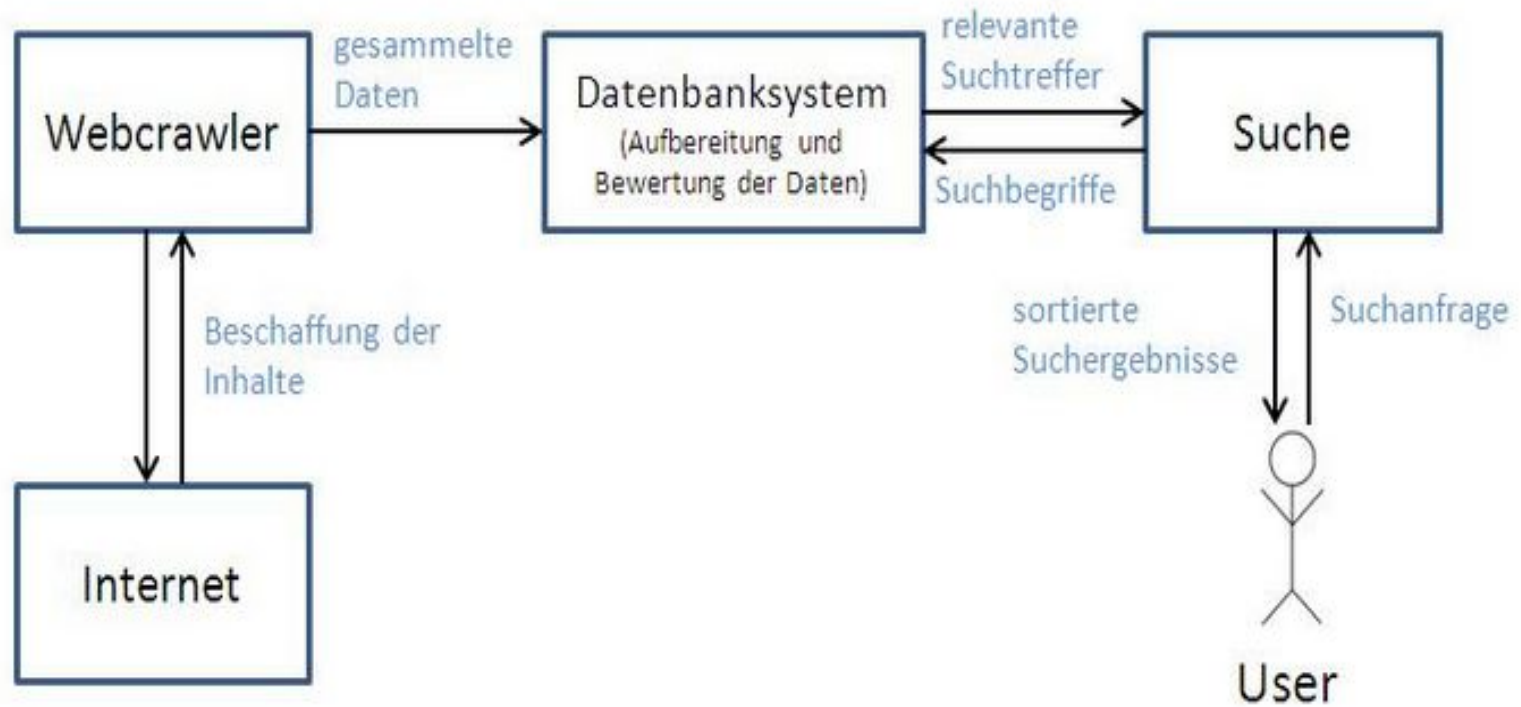 Webcrawler
gesammelte
Daten
Datenbanksystem
(Aufbereitung und
Bewertung der Daten)
relevante
Suchtreffer
Suchbegriffe
Suche
Beschaffung der
Inhalte
sortierte
Suchergebnisse
Suchanfrage
Internet
User